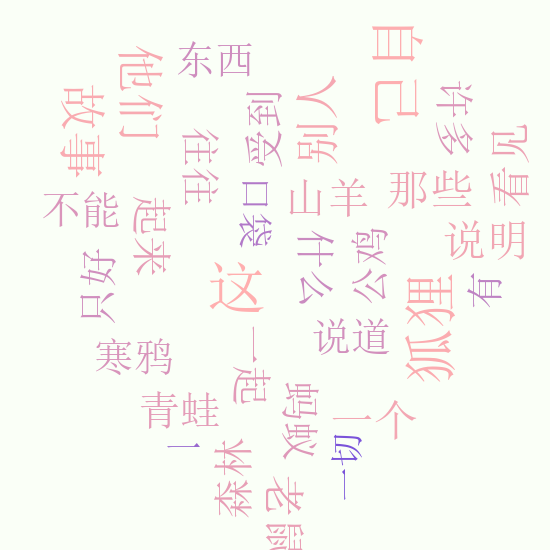 自己
东西
他们
故事
受到
别人
许多
看见
往往
口袋
山羊
那些
不能
起来
什么
公鸡
说明
只好
这
狐狸
有
说道
寒鸦
一起
青蛙
蚂蚁
一个
一
森林
一切
老鼠